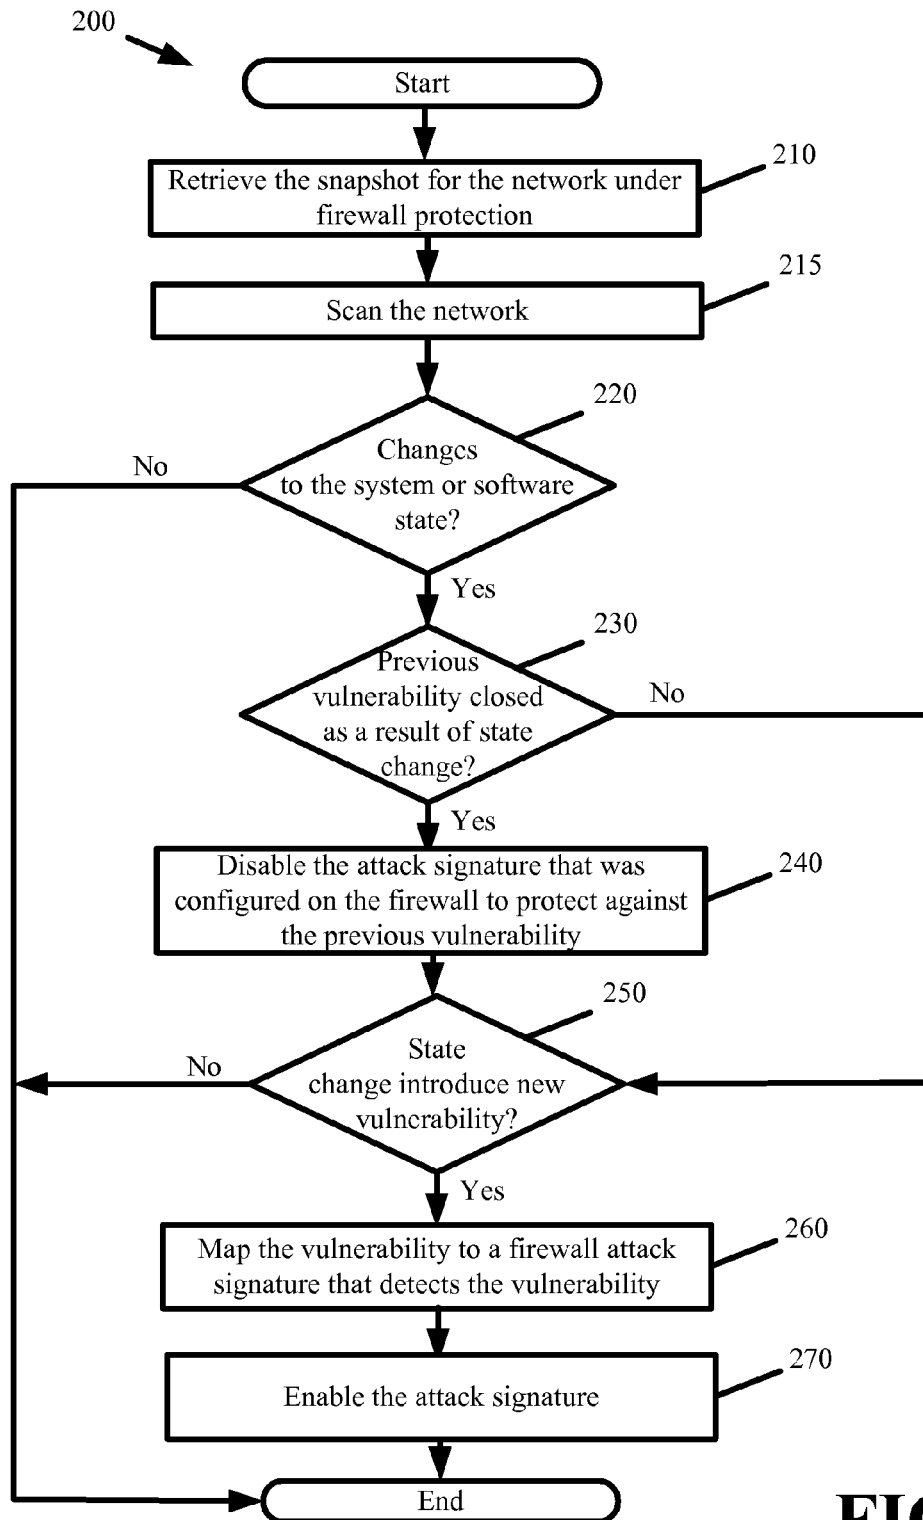 200
Start
210
Retrieve the snapshot for the network under
firewall protection
215
Scan the network
220
Changes
to the system or software
state?
No
Yes
230
Previous
vulnerability closed
as a result of state
change?
No
Yes
240
Disable the attack signature that was
configured on the firewall to protect against
the previous vulnerability
250
State
change introduce new
vulnerability?
No
Yes
260
Map the vulnerability to a firewall attack
signature that detects the vulnerability
270
Enable the attack signature
End